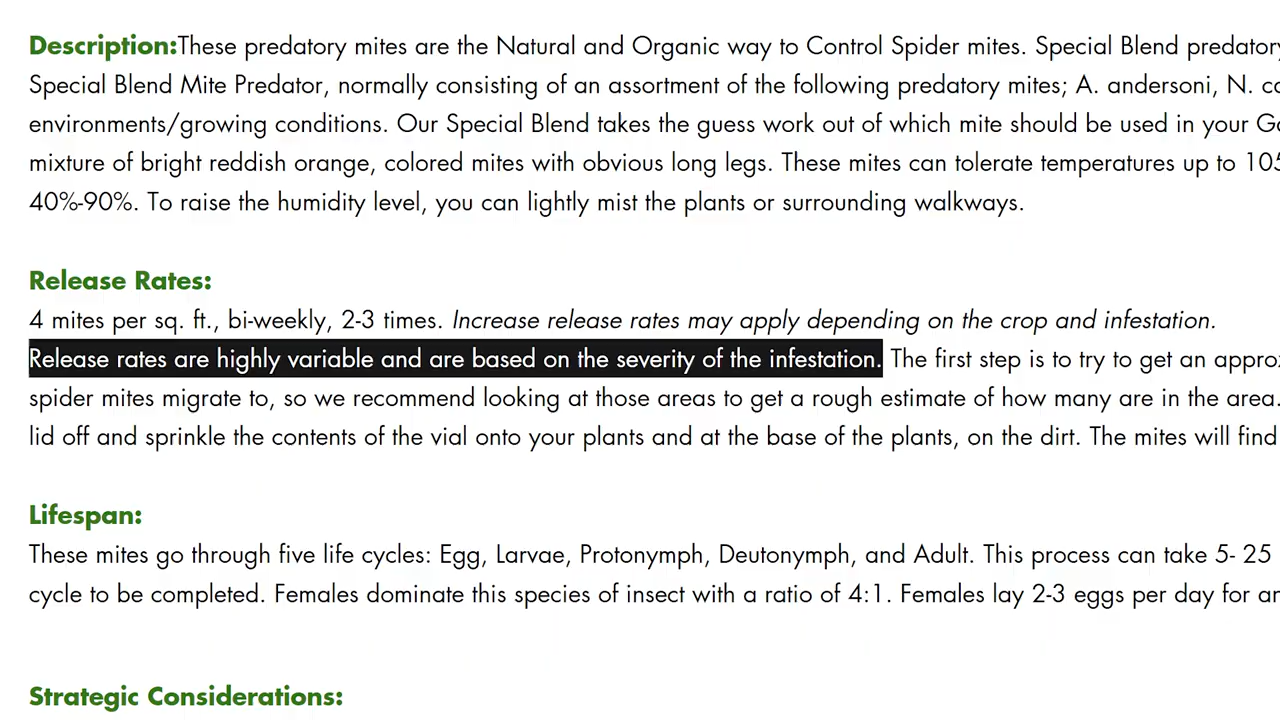 Description:These predatory mites are the Natural and Organic way to Control Spider mites. Special Blend predatory
Special Blend Mite Predator, normally consisting of an assortment of the following predatory mites; A. andersoni, N. ca
environments/growing conditions. Our Special Blend takes the guess work out of which mite should be used in your Ga
mixture of bright reddish orange, colored mites with obvious long legs. These mites can tolerate temperatures up to 105
40%-90%. To raise the humidity level, you can lightly mist the plants or surrounding walkways.
Release Rates:
4 mites per sq. ft., bi-weekly, 2-3 times. Increase release rates may apply depending on the crop and infestation.
Release rates are highly variable and are based on the severity of the infestation. The first step is to try to get an approx
spider mites migrate to, so we recommend looking at those areas to get a rough estimate of how many are in the area.
lid off and sprinkle the contents of the vial onto your plants and at the base of the plants, on the dirt. The mites will find
Lifespan:
These mites go through five life cycles: Egg, Larvae, Protonymph, Deutonymph, and Adult. This process can take 5- 25
cycle to be completed. Females dominate this species of insect with a ratio of 4:1. Females lay 2-3 eggs per day for an
Strategic Considerations: